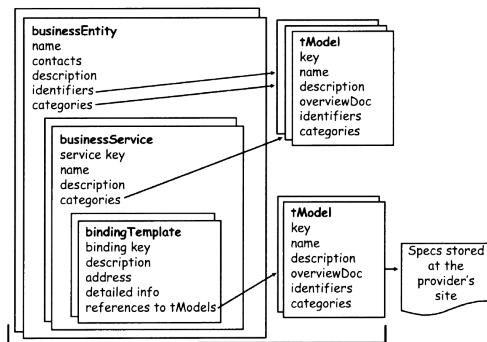 businessEntity
name
contacts
description
identifiers
categories
businessService
service key
name
description
categories
bindingTemplate
binding key
description
address
detailed info
references to tModels
tModel
key
name
description
overviewDoc
identifiers
categories
tModel
key
name
description
overviewDoc
identifiers
categories
Specs stored
at the
provider's
site